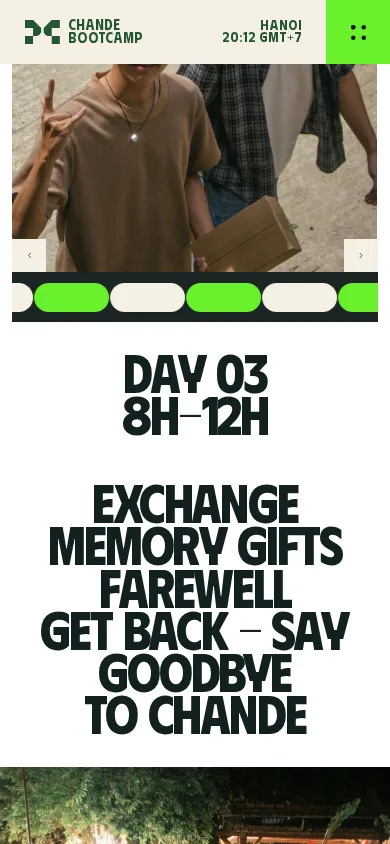 CHANDE
BOOTCAMP
HANOI
20:12 GMT+7
DAY 03
8H–12H
EXCHANGE
MEMORY GIFTS
FAREWELL
GET BACK – SAY
GOODBYE
TO CHANDE